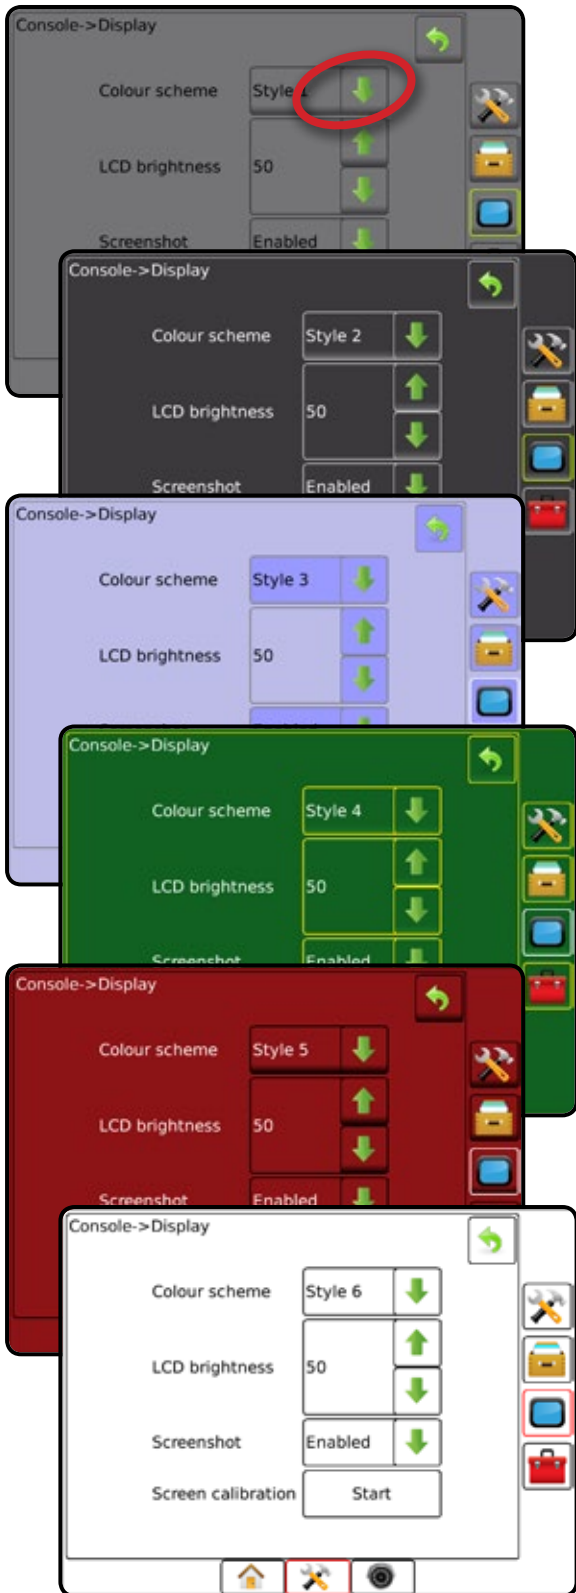 Console->Display
Colour scheme Style 1
LCD brightness 50
Screenshot Enabled
Console->Display
Colour scheme Style 2
LCD brightness 50
Screenshot Enabled
Console->Display
Colour scheme Style 3
LCD brightness 50
Console->Display
Colour scheme Style 4
LCD brightness 50
Screenshot Enabled
Console->Display
Colour scheme Style 5
LCD brightness 50
Screenshot Enabled
Console->Display
Colour scheme Style 6
LCD brightness 50
Screenshot Enabled
Screen calibration Start